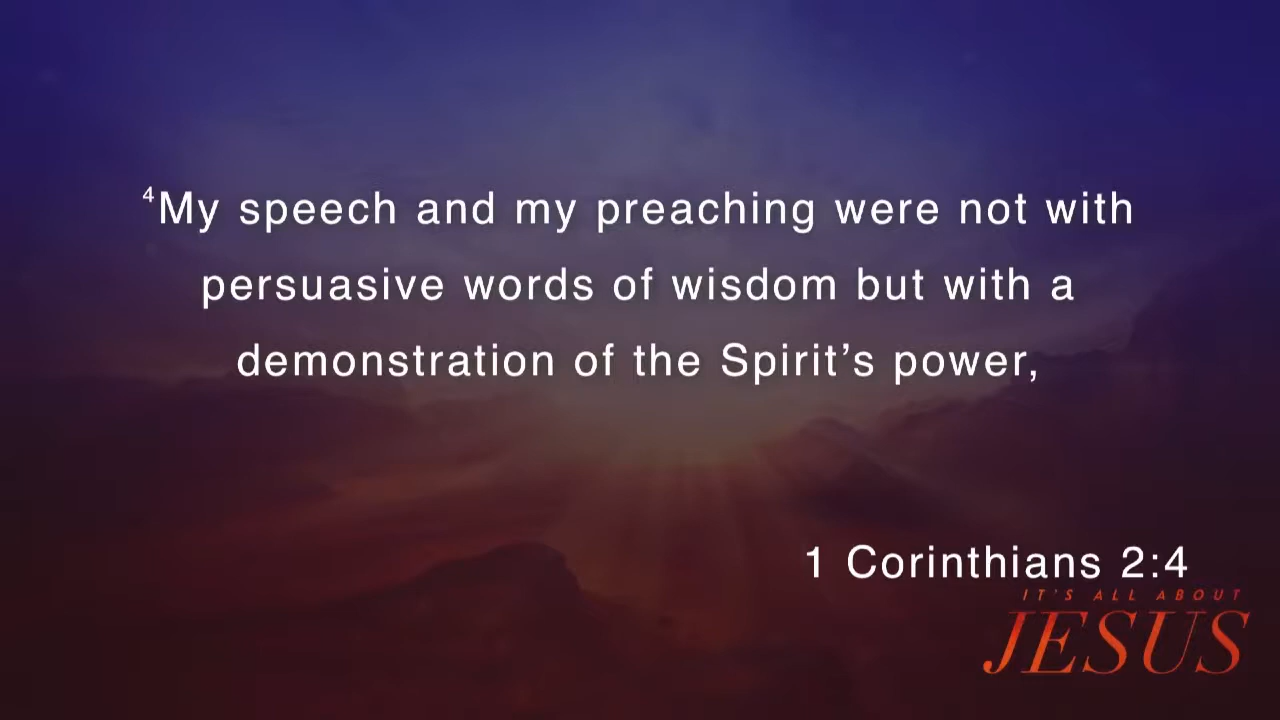 ⁴My speech and my preaching were not with
persuasive words of wisdom but with a
demonstration of the Spirit’s power,
1 Corinthians 2:4
IT'S ALL ABOUT
JESUS